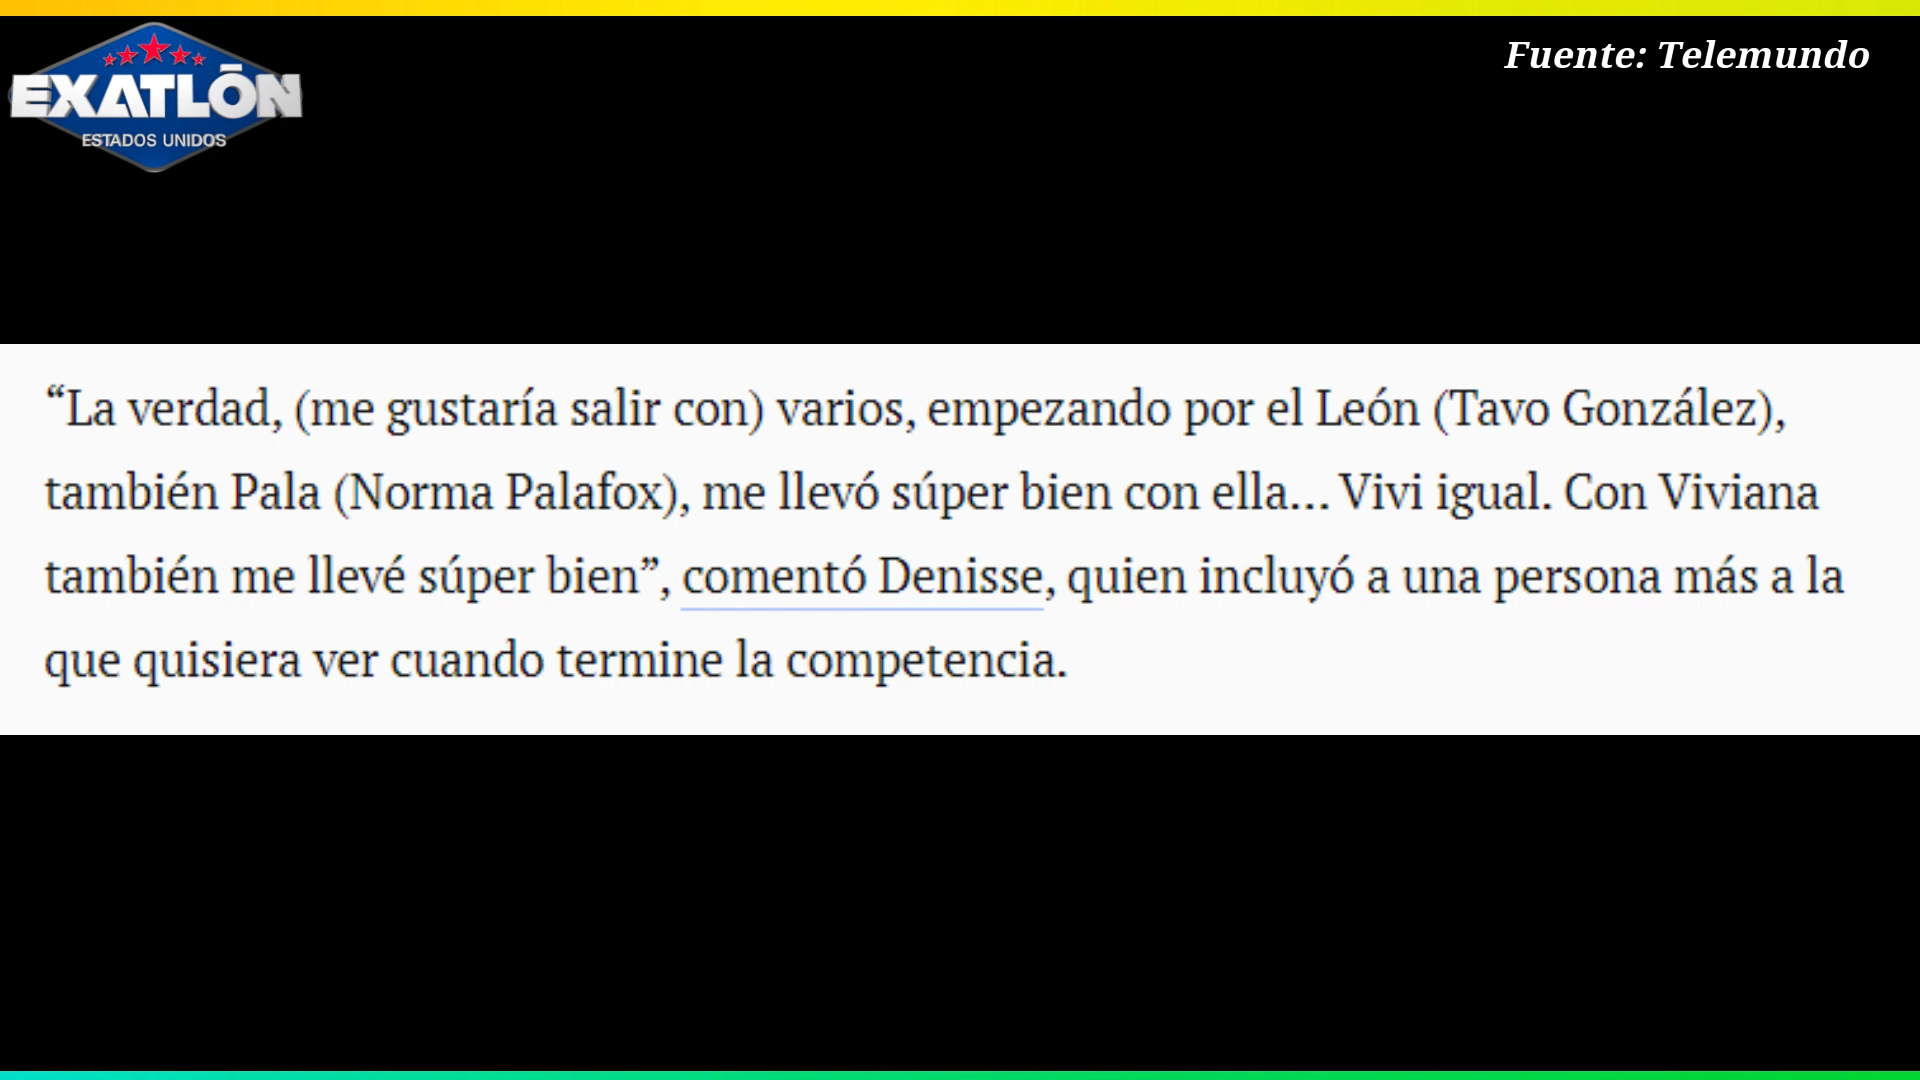 EXATLŌN
ESTADOS UNIDOS
Fuente: Telemundo
“La verdad, (me gustaría salir con) varios, empezando por el León (Tavo González),
también Pala (Norma Palafox), me llevó súper bien con ella... Vivi igual. Con Viviana
también me llevé súper bien”, comentó Denisse, quien incluyó a una persona más a la
que quisiera ver cuando termine la competencia.